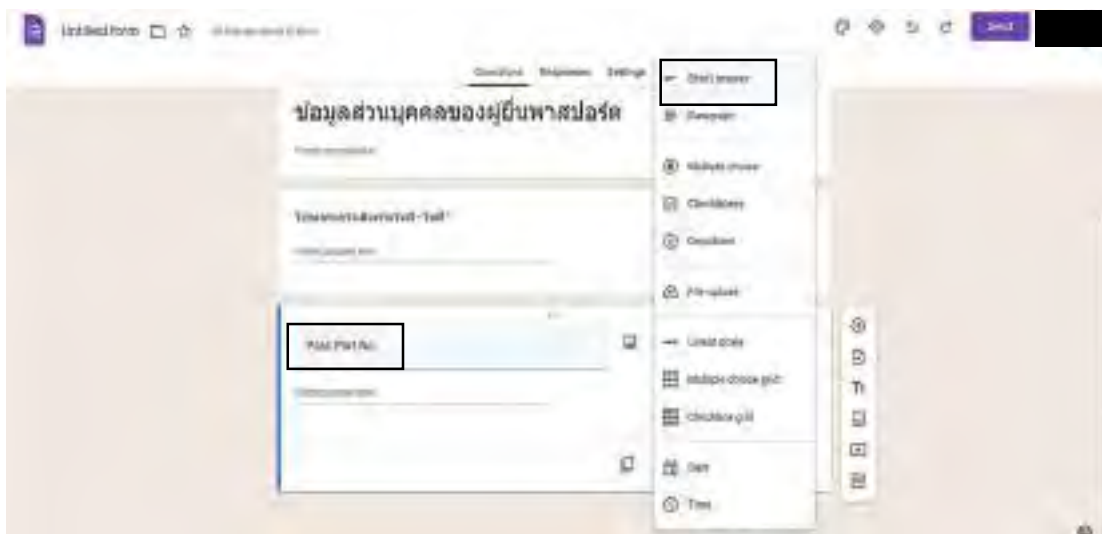 Untitled form
Send
Questions Responses Settings
ข้อมูลส่วนบุคคลของผู้ยื่นพาสปอร์ต
Short answer
Paragraph
Multiple choice
Checkboxes
Dropdown
File upload
Pass Port No.
Linear scale
Multiple choice grid
Checkbox grid
Date
Time